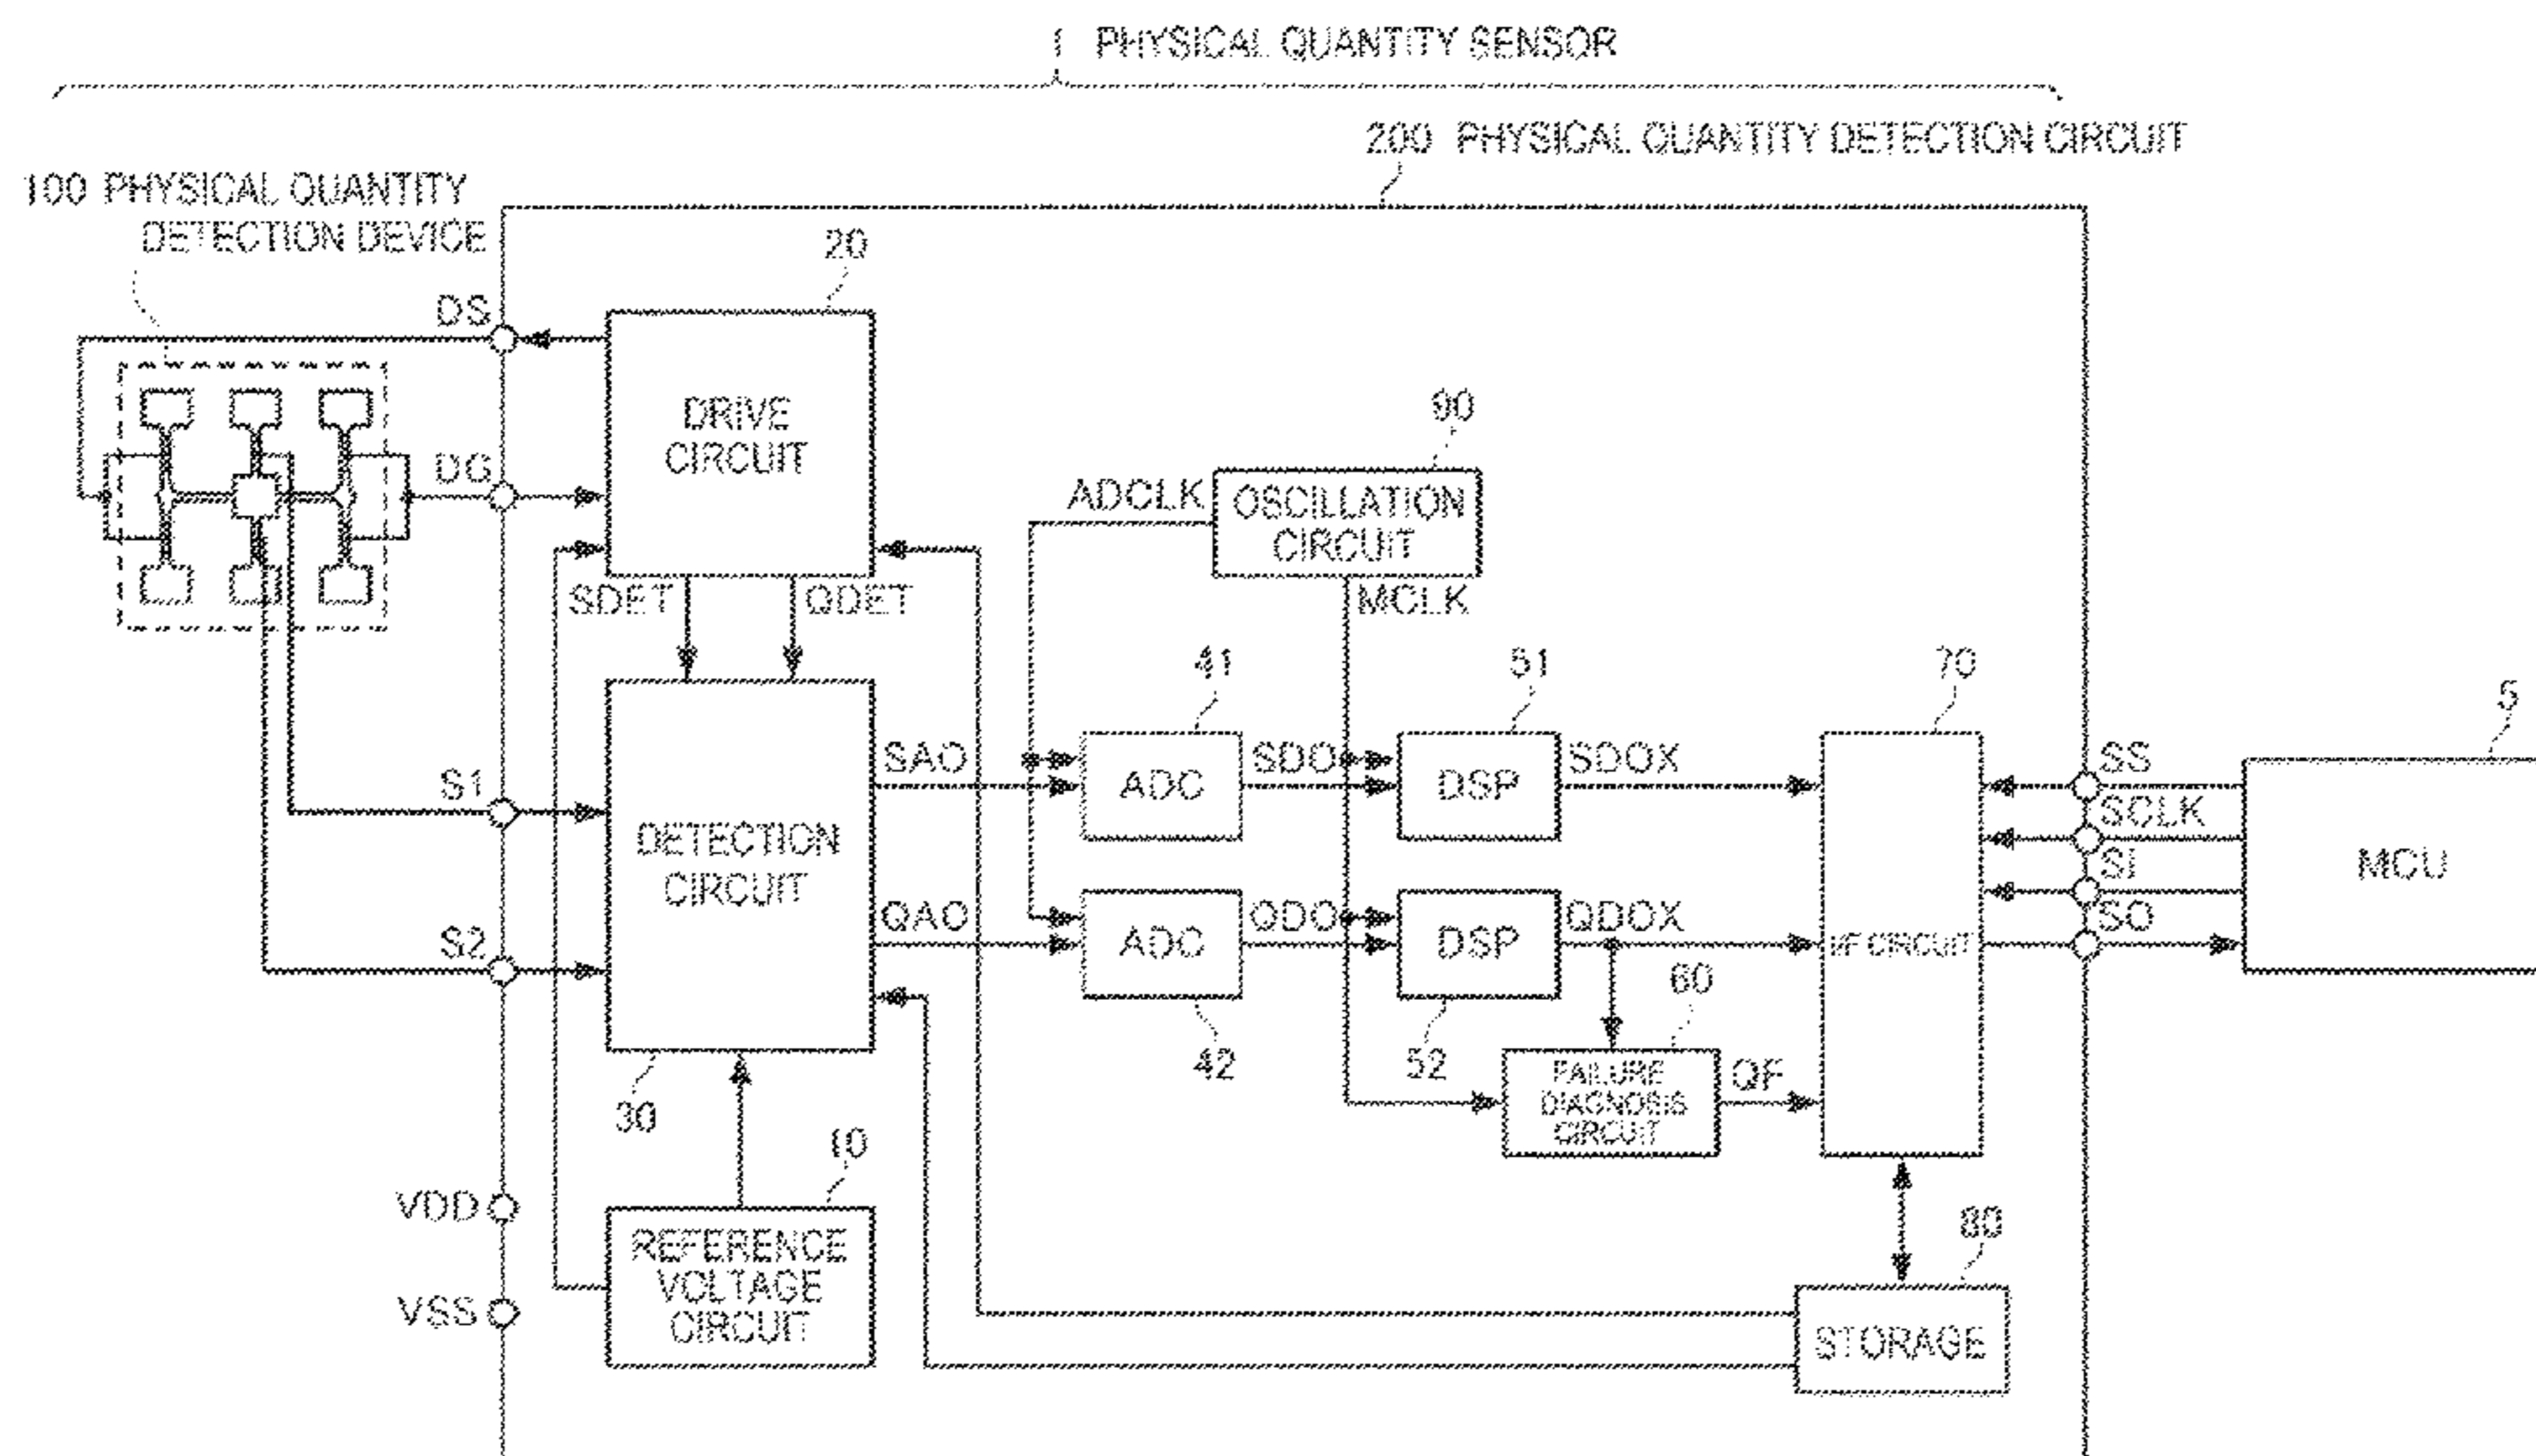 1 PHYSICAL QUANTITY SENSOR
200 PHYSICAL QUANTITY DETECTION CIRCUIT
100 PHYSICAL QUANTITY
DETECTION DEVICE
20
DS
DRIVE
CIRCUIT
90
DG
ADCLK
OSCILLATION
CIRCUIT
SDET
QDET
MCLK
41
51
70
5
SAO
ADC
SDO
DSP
SDOX
SS
SCLK
S1
DETECTION
CIRCUIT
SI
MCU
QAO
ADC
QDO
DSP
QDOX
I/F CIRCUIT
SO
S2
60
42
52
FAILURE
DIAGNOSIS
CIRCUIT
QF
30
10
VDD
REFERENCE
VOLTAGE
CIRCUIT
80
VSS
STORAGE